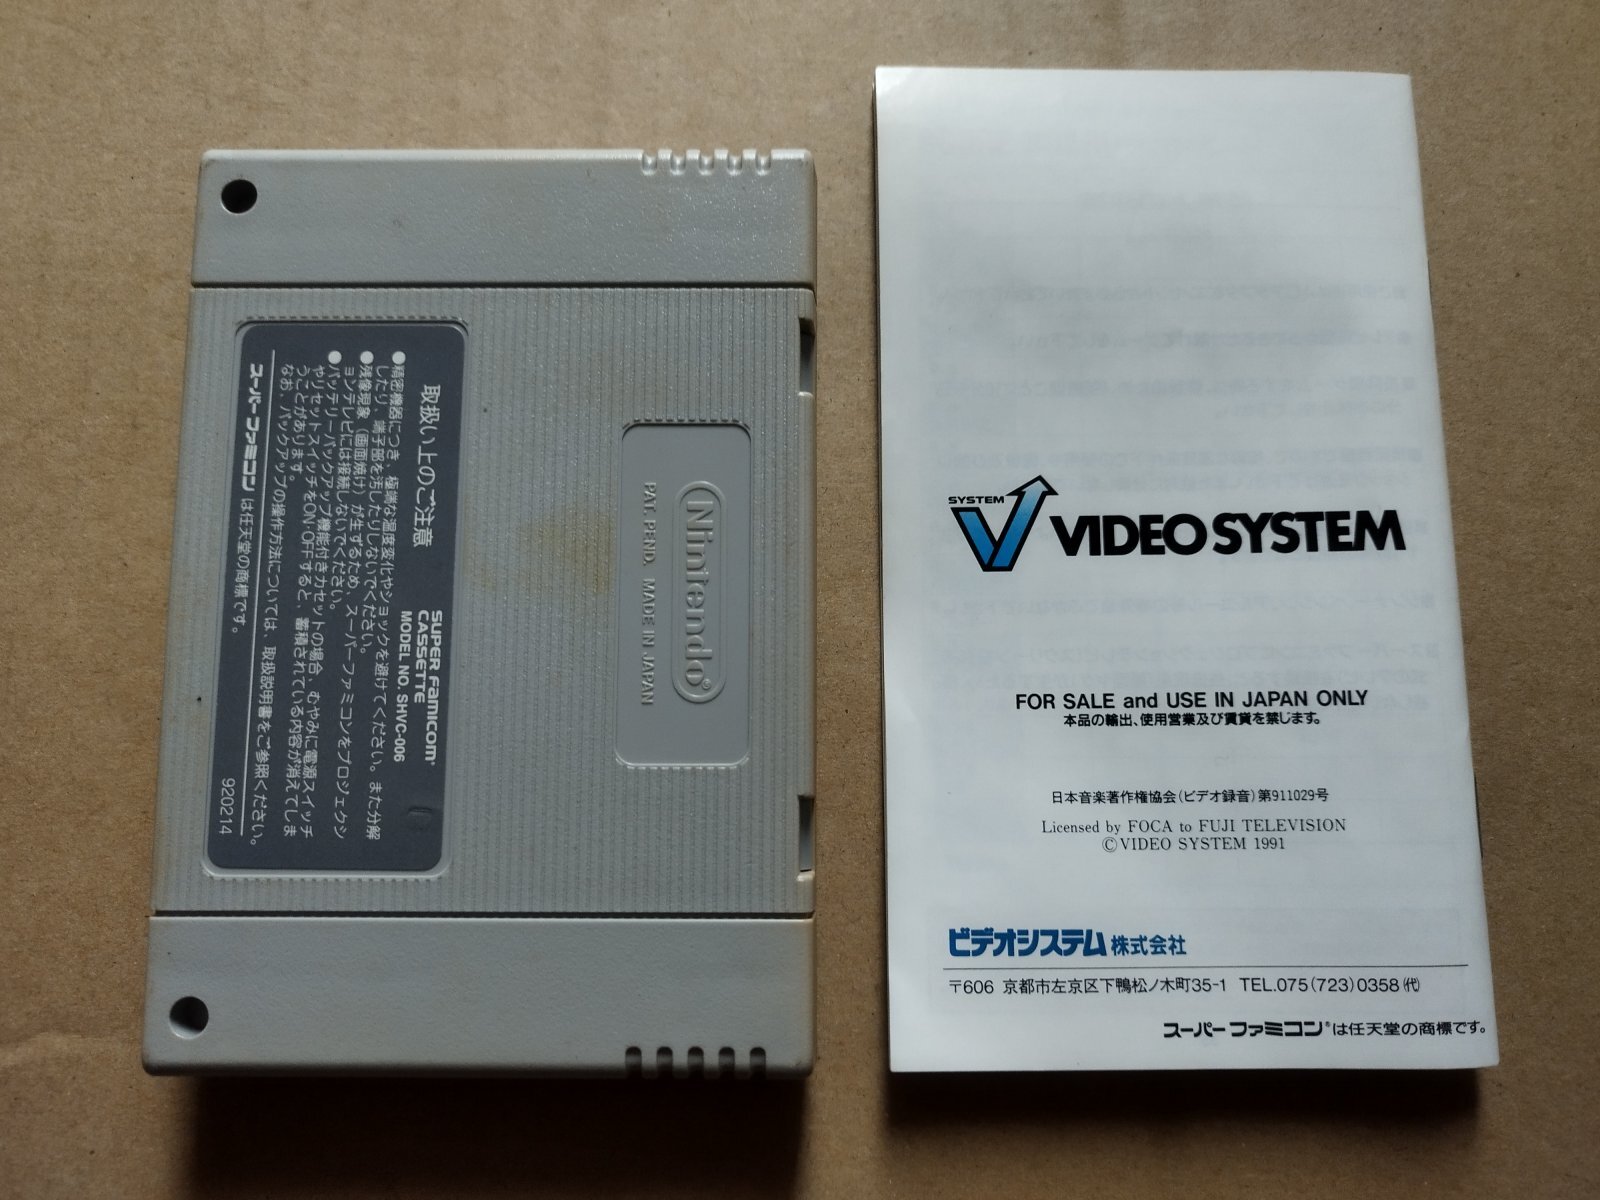 取扱い上のご注意
SUPER FAMICOM
CASSETTE
MODEL NO. SHVC-006
●精密機器につき、極端な温度変化やショックを避けてください。また分解
したり、端子部を汚したりしないでください。
●残像現象(画面焼け)が生ずるため、スーパーファミコンをプロジェクシ
ョンテレビには接続しないでください。
●バッテリーバックアップ機能付きカセットの場合、むやみに電源スイッチ
やリセットスイッチをON・OFFすると、蓄積されている内容が消えてしま
うことがあります。
なお、バックアップの操作方法については、取扱説明書をご参照ください。
スーパーファミコンは任天堂の商標です。
920214
Nintendo®
PAT. PEND. MADE IN JAPAN
SYSTEM
VIDEO SYSTEM
FOR SALE and USE IN JAPAN ONLY
本品の輸出、使用営業及び賃貸を禁じます。
日本音楽著作権協会(ビデオ録音)第911029号
Licensed by FOCA to FUJI TELEVISION
©VIDEO SYSTEM 1991
ビデオシステム株式会社
〒606 京都市左京区下鴨松ノ木町35-1 TEL.075(723)0358㈹
スーパーファミコン®は任天堂の商標です。